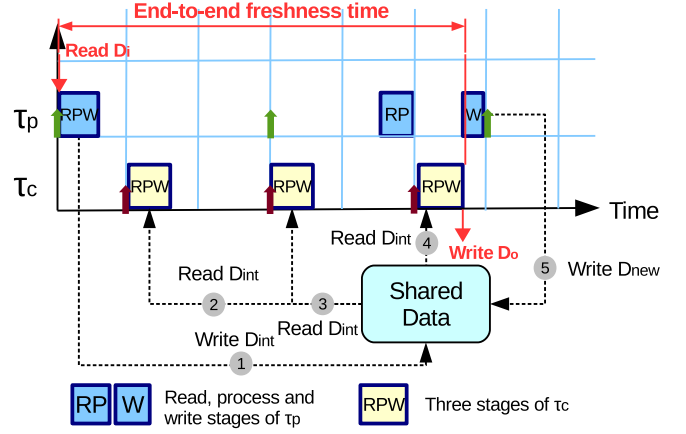 End-to-end freshness time
Read Di
τp
RPW
RP
W
τc
RPW
RPW
RPW
Time
Read Dint
4
Write Do
Read Dint
5
Write Dnew
2
3
Shared
Data
Write Dint
Read Dint
1
RP
W
Read, process and
write stages of τp
RPW
Three stages of τc